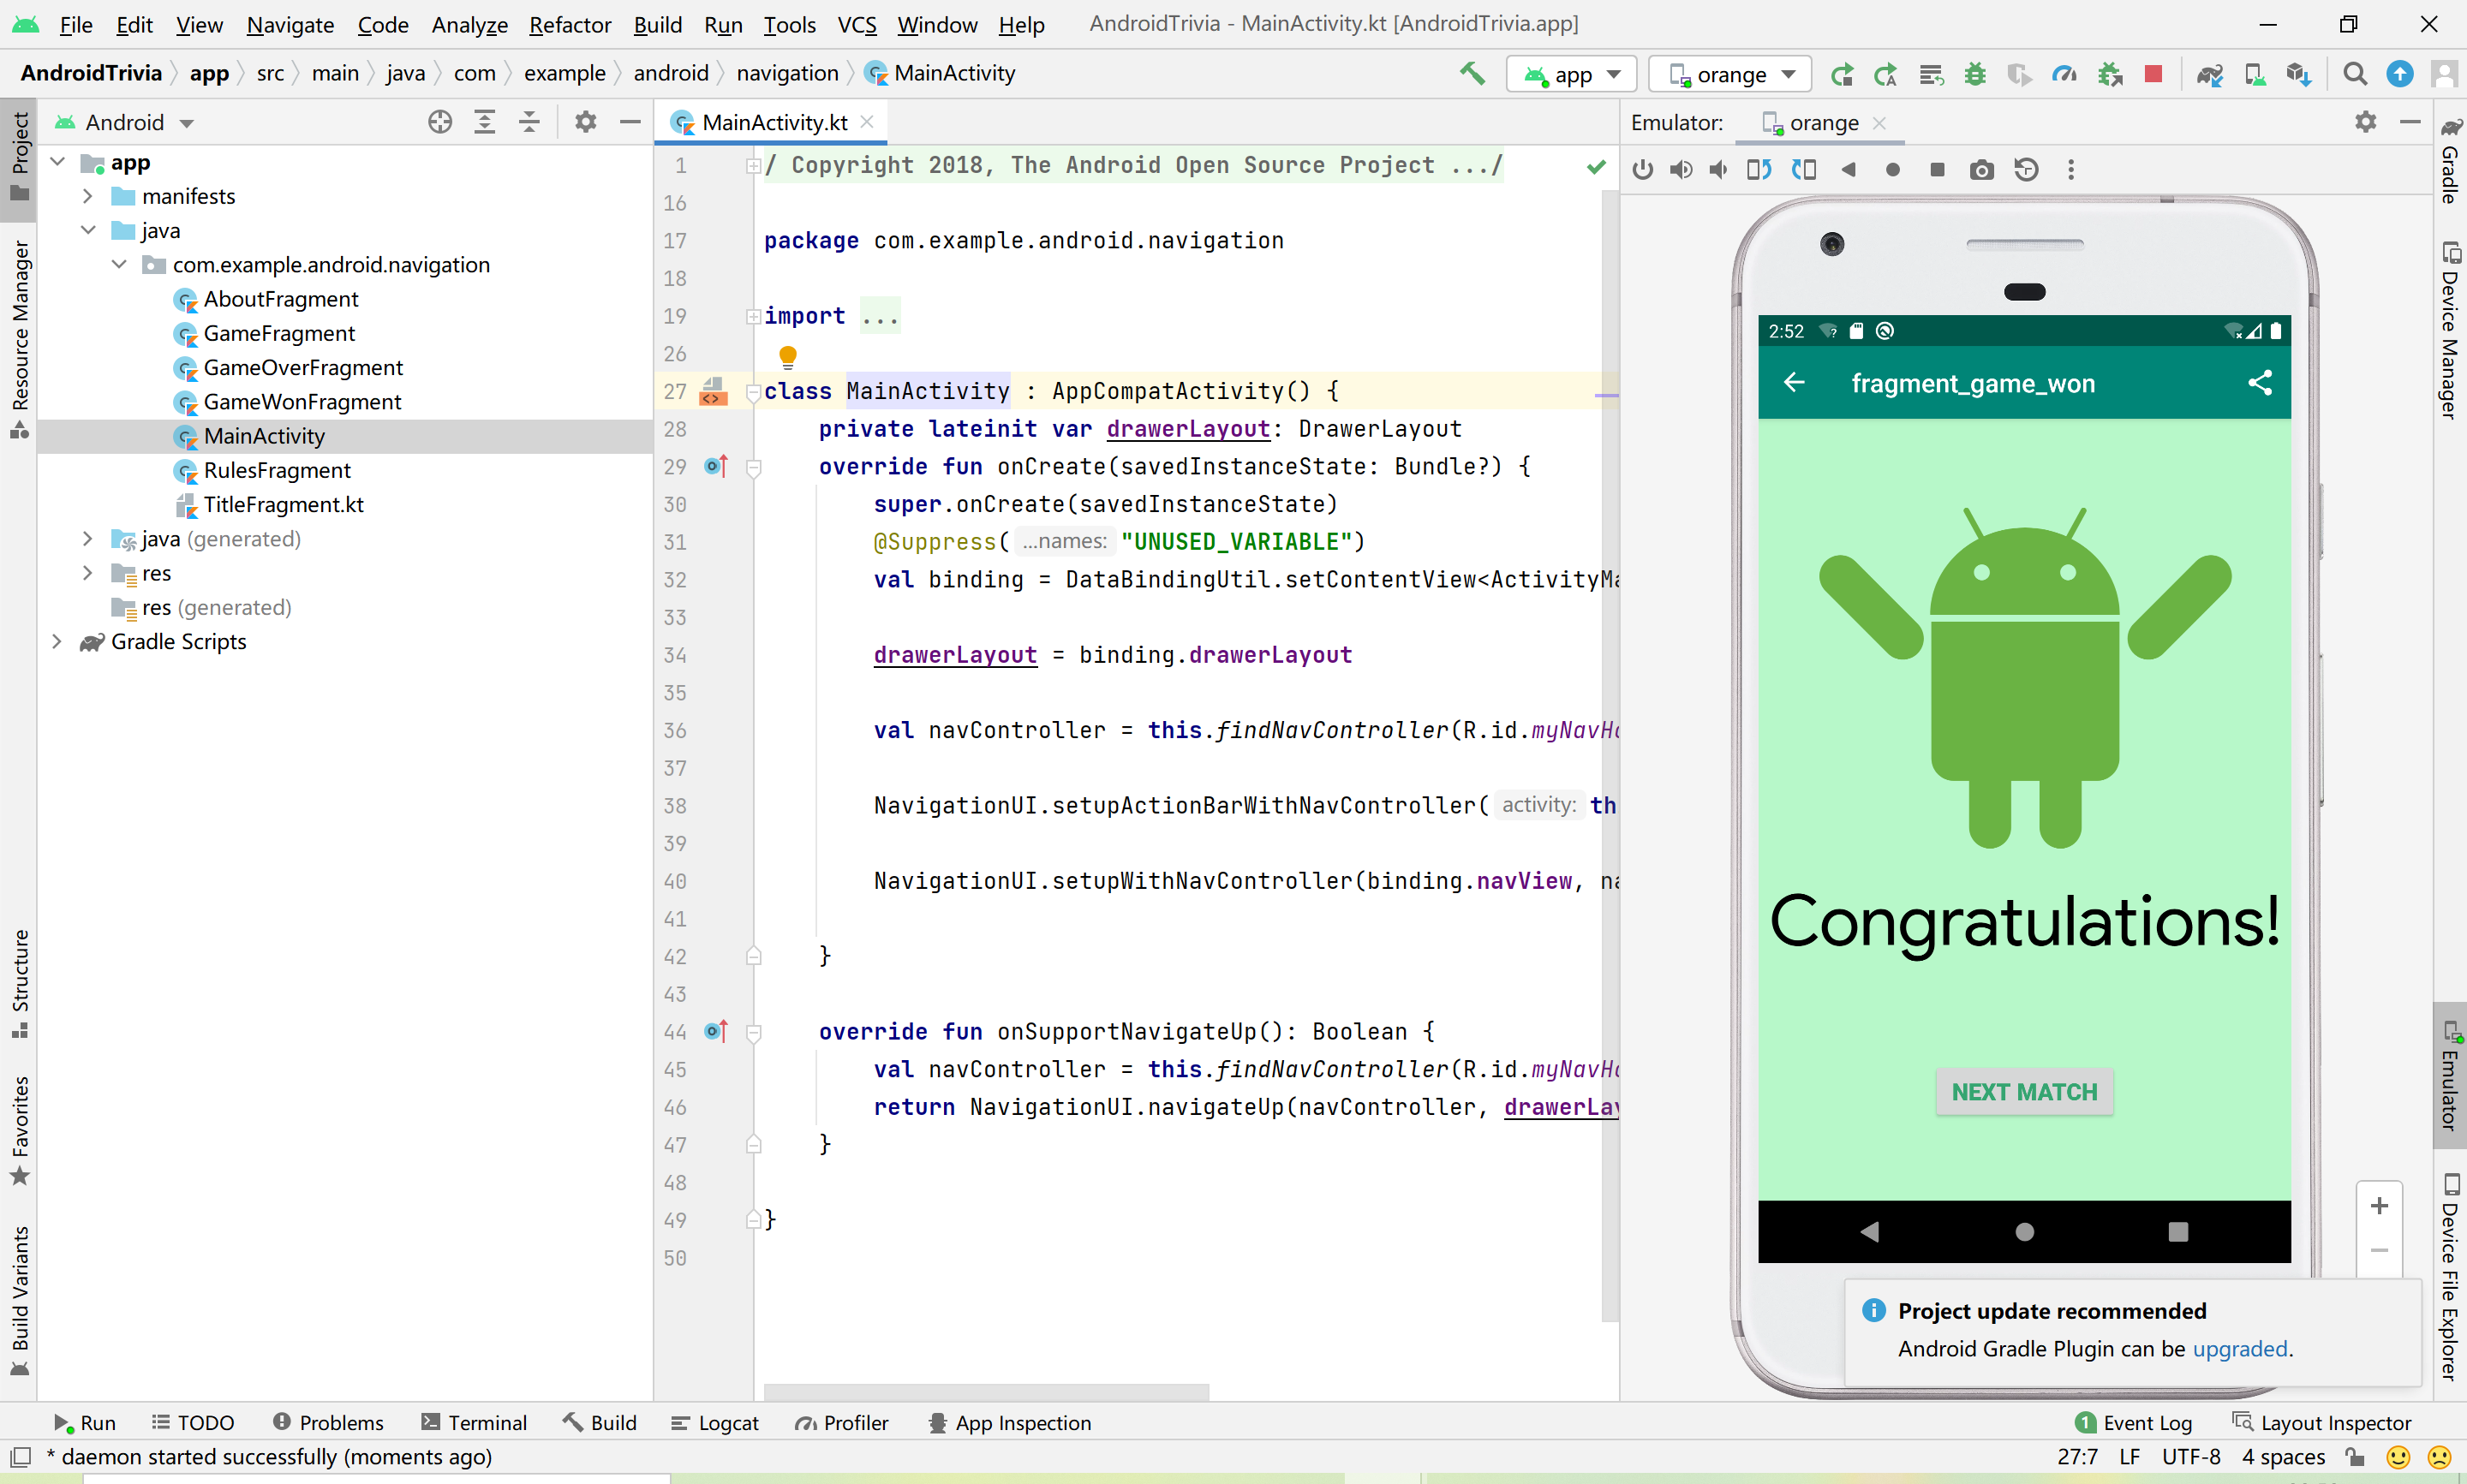 File Edit View Navigate Code Analyze Refactor Build Run Tools VCS Window Help AndroidTrivia - MainActivity.kt [AndroidTrivia.app]
AndroidTrivia app src main java com example android navigation MainActivity app orange
Project
Resource Manager
Structure
Favorites
Build Variants
Android
app
manifests
java
com.example.android.navigation
AboutFragment
GameFragment
GameOverFragment
GameWonFragment
MainActivity
RulesFragment
TitleFragment.kt
java (generated)
res
res (generated)
Gradle Scripts
MainActivity.kt
1 / Copyright 2018, The Android Open Source Project .../
16
17 package com.example.android.navigation
18
19 import ...
26
27 class MainActivity : AppCompatActivity() {
28 private lateinit var drawerLayout: DrawerLayout
29 override fun onCreate(savedInstanceState: Bundle?) {
30 super.onCreate(savedInstanceState)
31 @Suppress( ...names: "UNUSED_VARIABLE")
32 val binding = DataBindingUtil.setContentView<ActivityMa
33
34 drawerLayout = binding.drawerLayout
35
36 val navController = this.findNavController(R.id.myNavHo
37
38 NavigationUI.setupActionBarWithNavController( activity: th
39
40 NavigationUI.setupWithNavController(binding.navView, na
41
42 }
43
44 override fun onSupportNavigateUp(): Boolean {
45 val navController = this.findNavController(R.id.myNavHo
46 return NavigationUI.navigateUp(navController, drawerLay
47 }
48
49 }
50
Emulator: orange
2:52
fragment_game_won
Congratulations!
NEXT MATCH
Project update recommended
Android Gradle Plugin can be upgraded.
Gradle
Device Manager
Emulator
Device File Explorer
Run TODO Problems Terminal Build Logcat Profiler App Inspection 1 Event Log Layout Inspector
* daemon started successfully (moments ago) 27:7 LF UTF-8 4 spaces